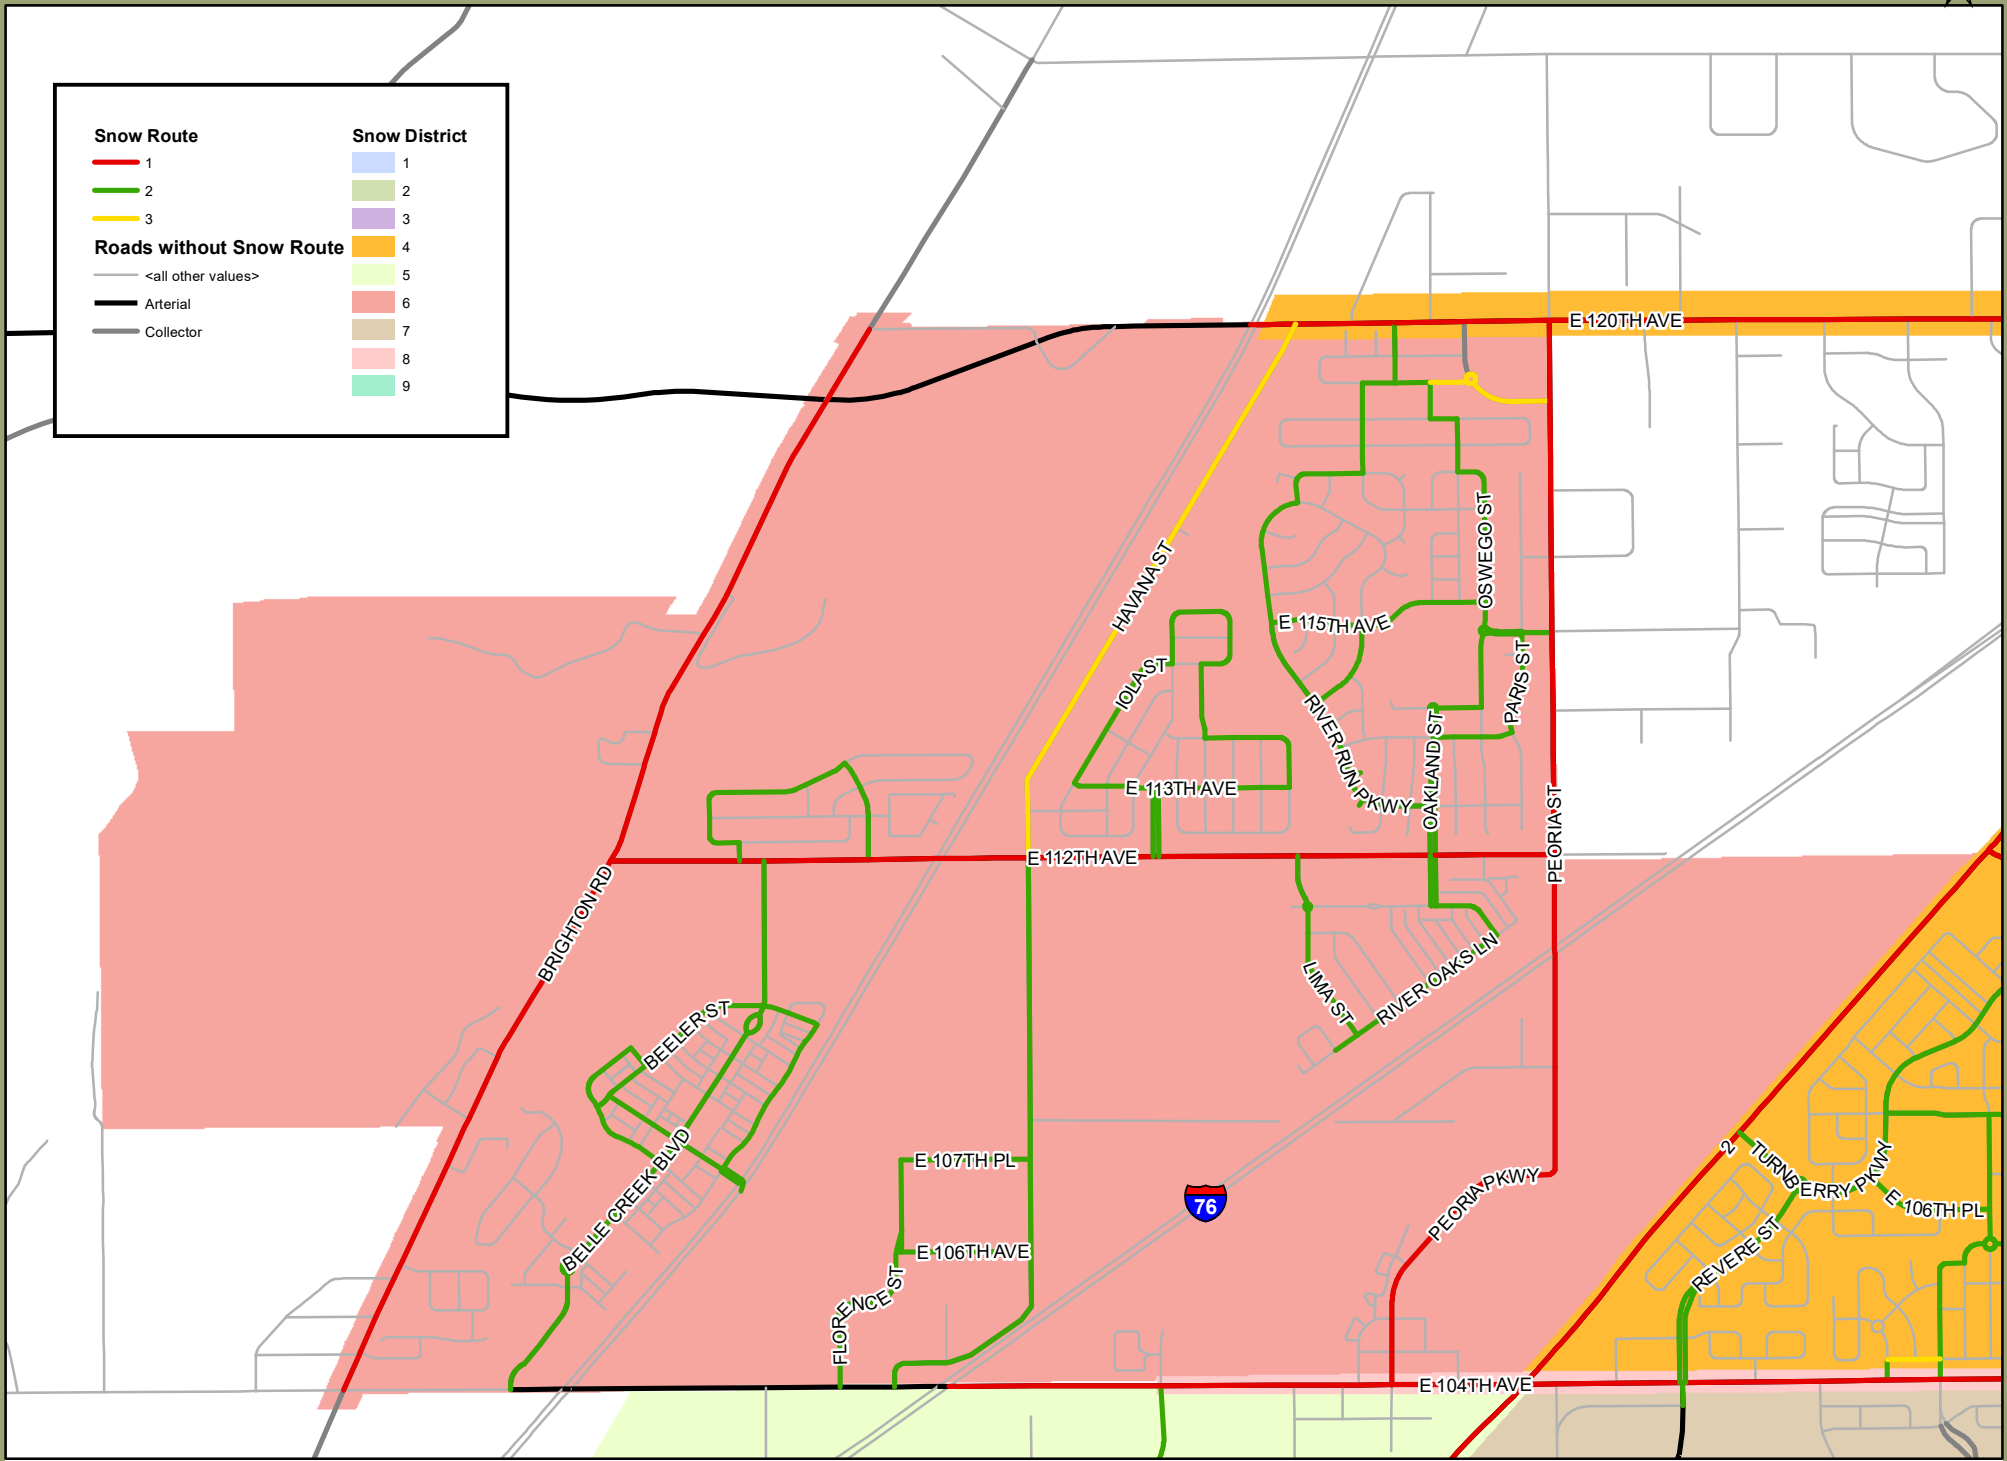 Snow Route
1
2
3
Roads without Snow Route
<all other values>
Arterial
Collector
Snow District
1
2
3
4
5
6
7
8
9
E 120TH AVE
HAVANA ST
OSWEGO ST
E 115TH AVE
IOLA ST
PARIS ST
RIVER RUN PKWY
OAKLAND ST
E 113TH AVE
PEORIA ST
E 112TH AVE
BRIGHTON RD
LIMA ST
RIVER OAKS LN
BEELER ST
BELLE CREEK BLVD
E 107TH PL
76
PEORIA PKWY
2
TURNBERRY PKWY
E 106TH PL
E 106TH AVE
REVERE ST
FLORENCE ST
E 104TH AVE